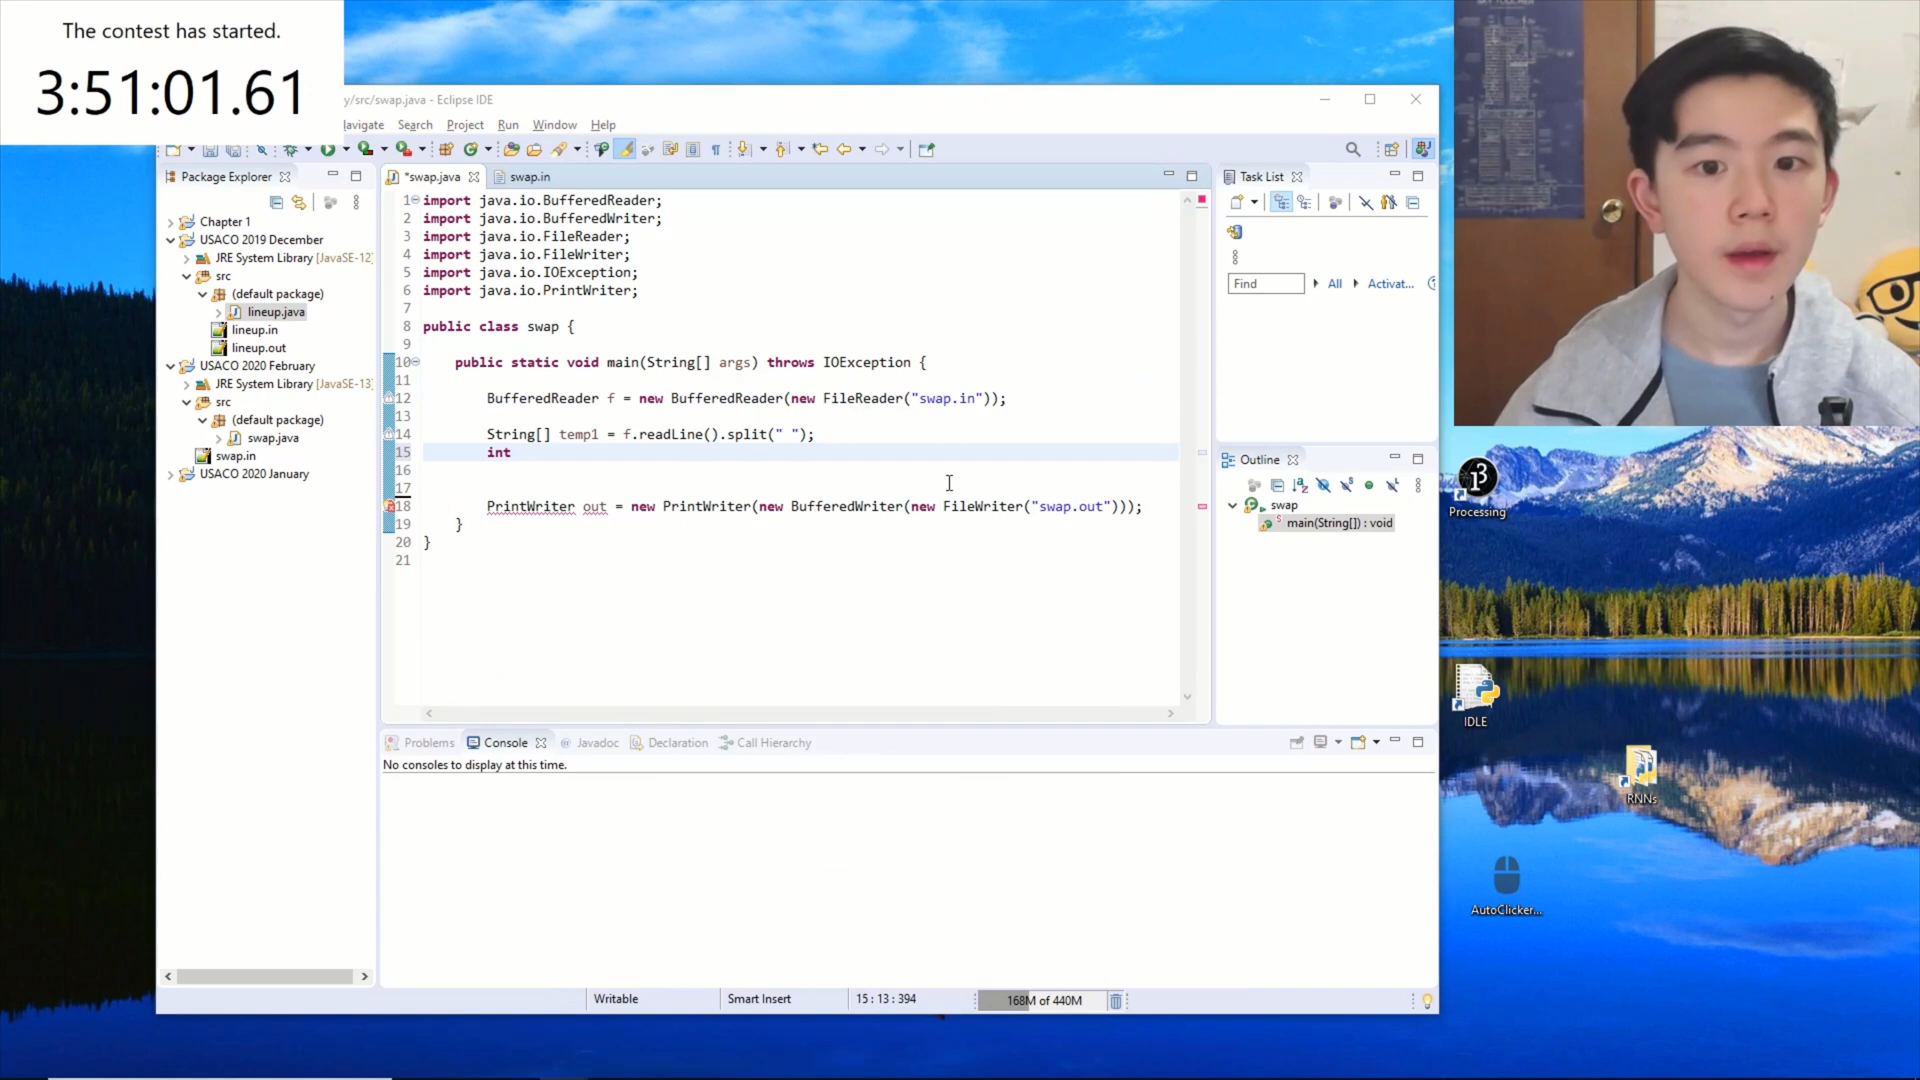 The contest has started.
3:51:01.61
y/src/swap.java - Eclipse IDE
Navigate Search Project Run Window Help
Package Explorer
Chapter 1
USACO 2019 December
JRE System Library [JavaSE-12]
src
(default package)
lineup.java
lineup.in
lineup.out
USACO 2020 February
JRE System Library [JavaSE-13]
src
(default package)
swap.java
swap.in
USACO 2020 January
*swap.java
swap.in
1 import java.io.BufferedReader;
2 import java.io.BufferedWriter;
3 import java.io.FileReader;
4 import java.io.FileWriter;
5 import java.io.IOException;
6 import java.io.PrintWriter;
7
8 public class swap {
9
10 public static void main(String[] args) throws IOException {
11
12 BufferedReader f = new BufferedReader(new FileReader("swap.in"));
13
14 String[] temp1 = f.readLine().split(" ");
15 int
16
17
18 PrintWriter out = new PrintWriter(new BufferedWriter(new FileWriter("swap.out")));
19 }
20 }
21
Task List
Find
All
Activat...
Outline
swap
main(String[]) : void
Problems
Console
Javadoc
Declaration
Call Hierarchy
No consoles to display at this time.
Writable
Smart Insert
15 : 13 : 394
168M of 440M
Processing
IDLE
RNNs
AutoClicker...